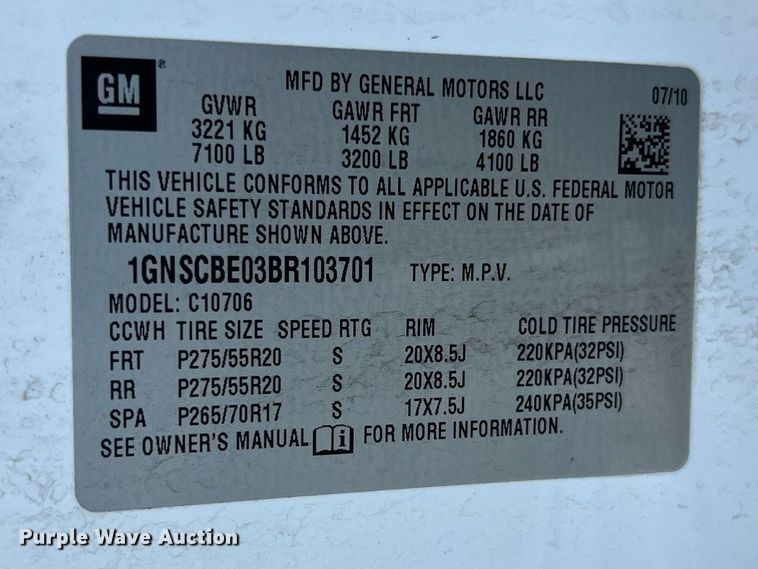 GM®
MFD BY GENERAL MOTORS LLC
07/10
GVWR GAWR FRT GAWR RR
3221 KG 1452 KG 1860 KG
7100 LB 3200 LB 4100 LB
THIS VEHICLE CONFORMS TO ALL APPLICABLE U.S. FEDERAL MOTOR
VEHICLE SAFETY STANDARDS IN EFFECT ON THE DATE OF
MANUFACTURE SHOWN ABOVE.
1GNSCBE03BR103701 TYPE: M.P.V.
MODEL: C10706
CCWH TIRE SIZE SPEED RTG RIM COLD TIRE PRESSURE
FRT P275/55R20 S 20X8.5J 220KPA(32PSI)
RR P275/55R20 S 20X8.5J 220KPA(32PSI)
SPA P265/70R17 S 17X7.5J 240KPA(35PSI)
SEE OWNER'S MANUAL i FOR MORE INFORMATION.
Purple Wave Auction